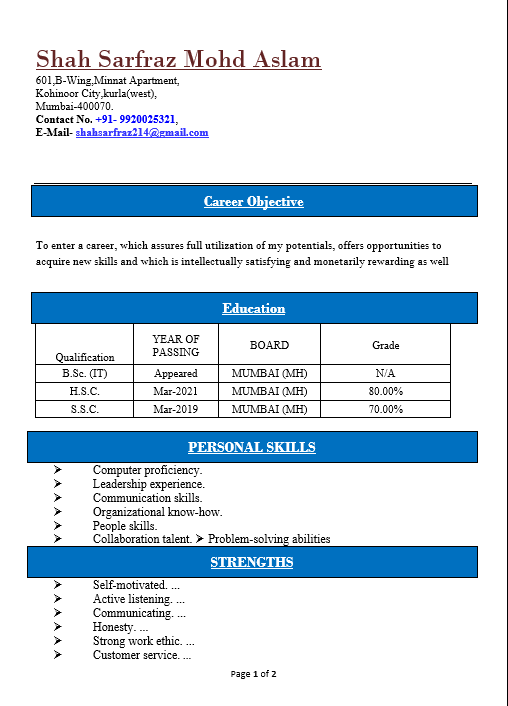 Shah Sarfraz Mohd Aslam
601,B-Wing,Minnat Apartment,
Kohinoor City,kurla(west),
Mumbai-400070.
Contact No. +91- 9920025321,
E-Mail- shahsarfraz214@gmail.com
Career Objective
To enter a career, which assures full utilization of my potentials, offers opportunities to
acquire new skills and which is intellectually satisfying and monetarily rewarding as well
Education
Qualification YEAR OF PASSING BOARD Grade
B.Sc. (IT) Appeared MUMBAI (MH) N/A
H.S.C. Mar-2021 MUMBAI (MH) 80.00%
S.S.C. Mar-2019 MUMBAI (MH) 70.00%
PERSONAL SKILLS
➢ Computer proficiency.
➢ Leadership experience.
➢ Communication skills.
➢ Organizational know-how.
➢ People skills.
➢ Collaboration talent. ➢ Problem-solving abilities
STRENGTHS
➢ Self-motivated. ...
➢ Active listening. ...
➢ Communicating. ...
➢ Honesty. ...
➢ Strong work ethic. ...
➢ Customer service. ...
Page 1 of 2